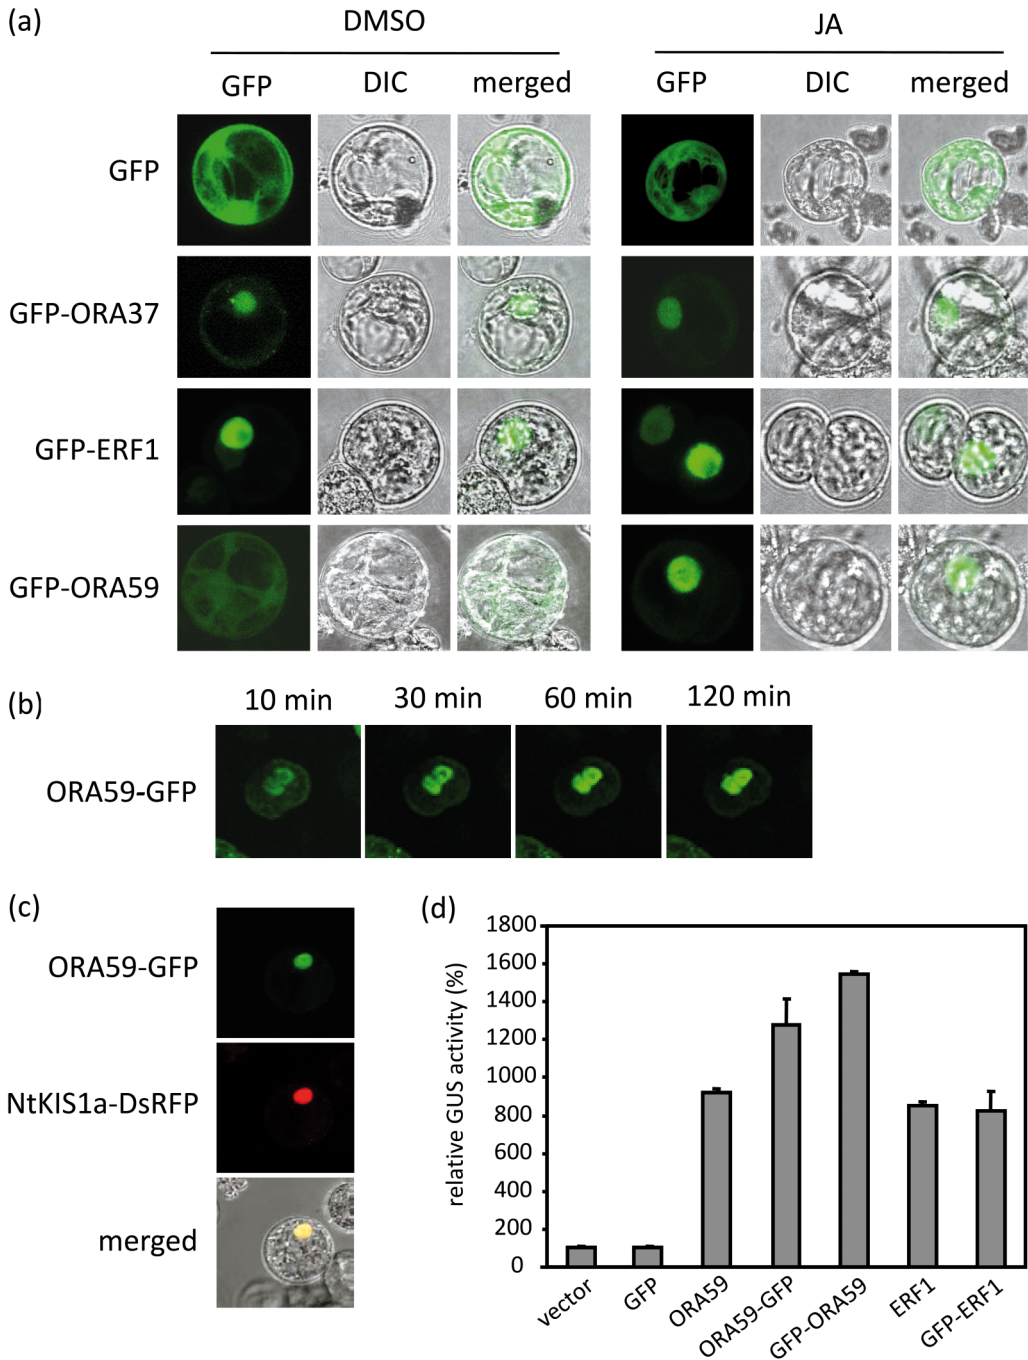 (a)
DMSO
JA
GFP DIC merged GFP DIC merged
GFP
GFP-ORA37
GFP-ERF1
GFP-ORA59
(b)
10 min 30 min 60 min 120 min
ORA59-GFP
(c)
ORA59-GFP
NtKIS1a-DsRFP
merged
(d)
relative GUS activity (%)
1800
1600
1400
1200
1000
800
600
400
200
0
vector GFP ORA59 ORA59-GFP GFP-ORA59 ERF1 GFP-ERF1